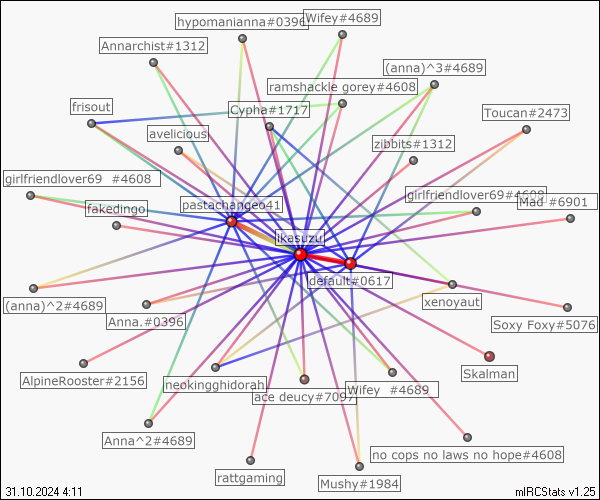 hypomanianna#0396
Wifey#4689
Annarchist#1312
(anna)^3#4689
ramshackle gorey#4608
frisout
Cypha#1717
Toucan#2473
avelicious
zibbits#1312
girlfriendlover69 #4608
girlfriendlover69#4608
Mad #6901
pastachangeo41
fakedingo
ikasuzu
default#0617
(anna)^2#4689
xenoyaut
Anna.#0396
Soxy Foxy#5076
AlpineRooster#2156
neokingghidorah
Skalman
ace deucy#7097
Wifey #4689
Anna^2#4689
no cops no laws no hope#4608
rattgaming
Mushy#1984
31.10.2024 4:11
mIRCStats v1.25